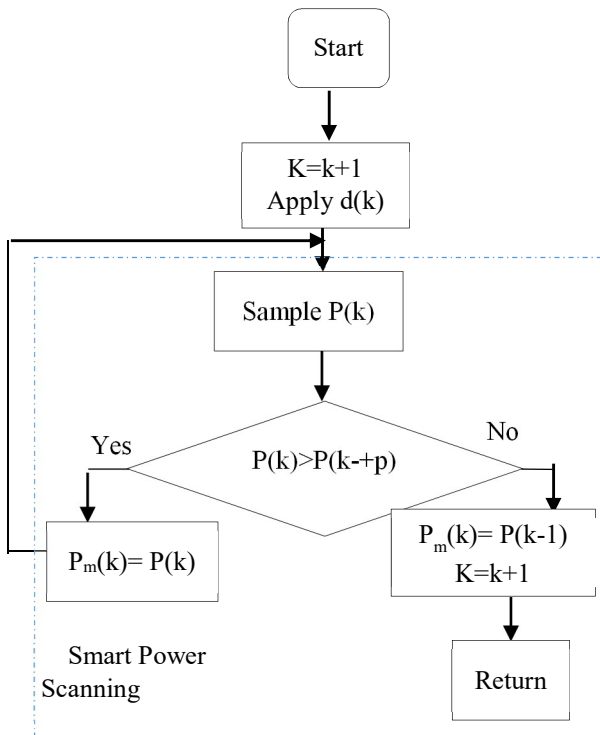 Start
K=k+1
Apply d(k)
Sample P(k)
P(k)>P(k-+p)
Yes
No
Pm(k)= P(k)
Pm(k)= P(k-1)
K=k+1
Smart Power
Scanning
Return